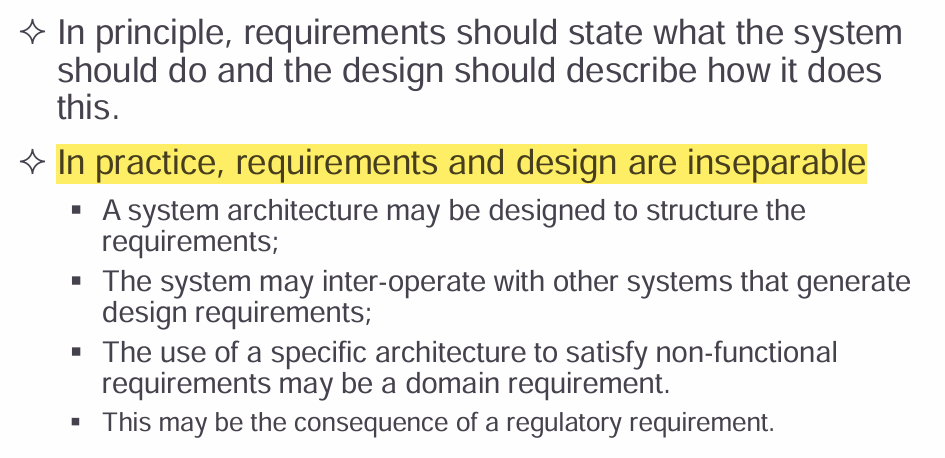 ✧ In principle, requirements should state what the system
should do and the design should describe how it does
this.
✧ In practice, requirements and design are inseparable
▪ A system architecture may be designed to structure the
requirements;
▪ The system may inter-operate with other systems that generate
design requirements;
▪ The use of a specific architecture to satisfy non-functional
requirements may be a domain requirement.
▪ This may be the consequence of a regulatory requirement.